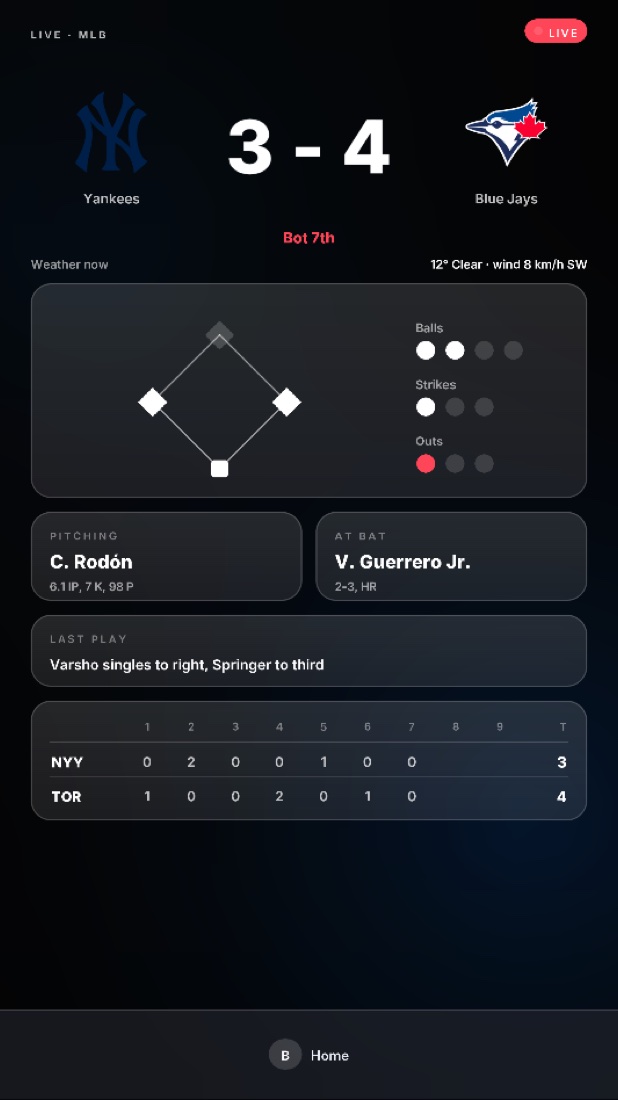 LIVE - MLB
LIVE
NY
3 - 4
Yankees
Blue Jays
Bot 7th
Weather now
12° Clear · wind 8 km/h SW
Balls
Strikes
Outs
PITCHING
C. Rodón
6.1 IP, 7 K, 98 P
AT BAT
V. Guerrero Jr.
2-3, HR
LAST PLAY
Varsho singles to right, Springer to third
1 2 3 4 5 6 7 8 9 T
NYY 0 2 0 0 1 0 0 3
TOR 1 0 0 2 0 1 0 4
B Home